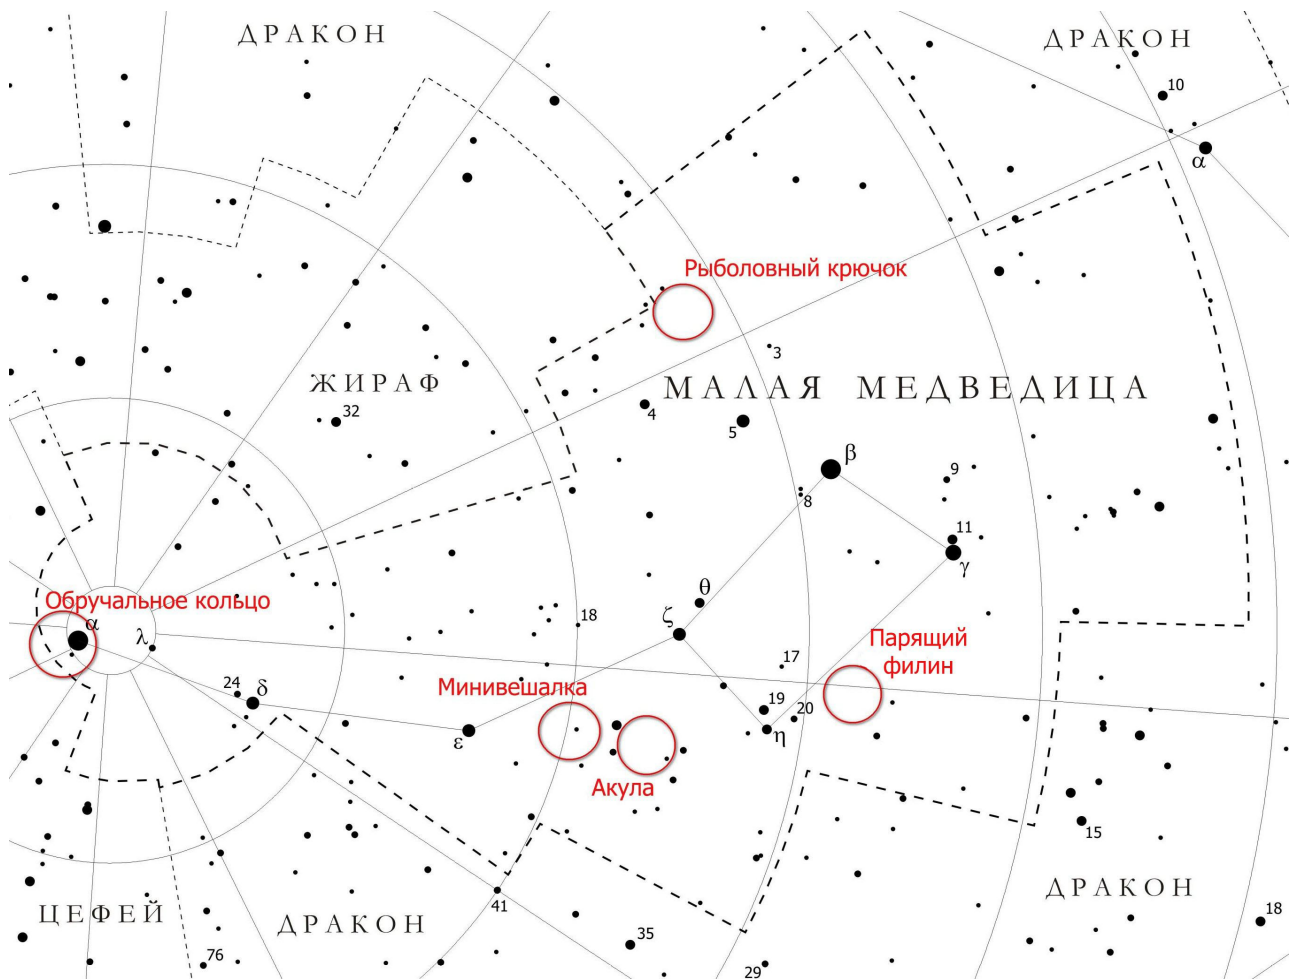 ДРАКОН
ДРАКОН
10
α
Рыболовный крючок
3
МАЛАЯ МЕДВЕДИЦА
ЖИРАФ
32
4
5
β
9
8
11
γ
θ
Обручальное кольцо
α
λ
ζ
18
Парящий
филин
17
24
δ
Минивешалка
19
20
ε
η
Акула
15
ДРАКОН
ЦЕФЕЙ
ДРАКОН
41
18
35
76
29